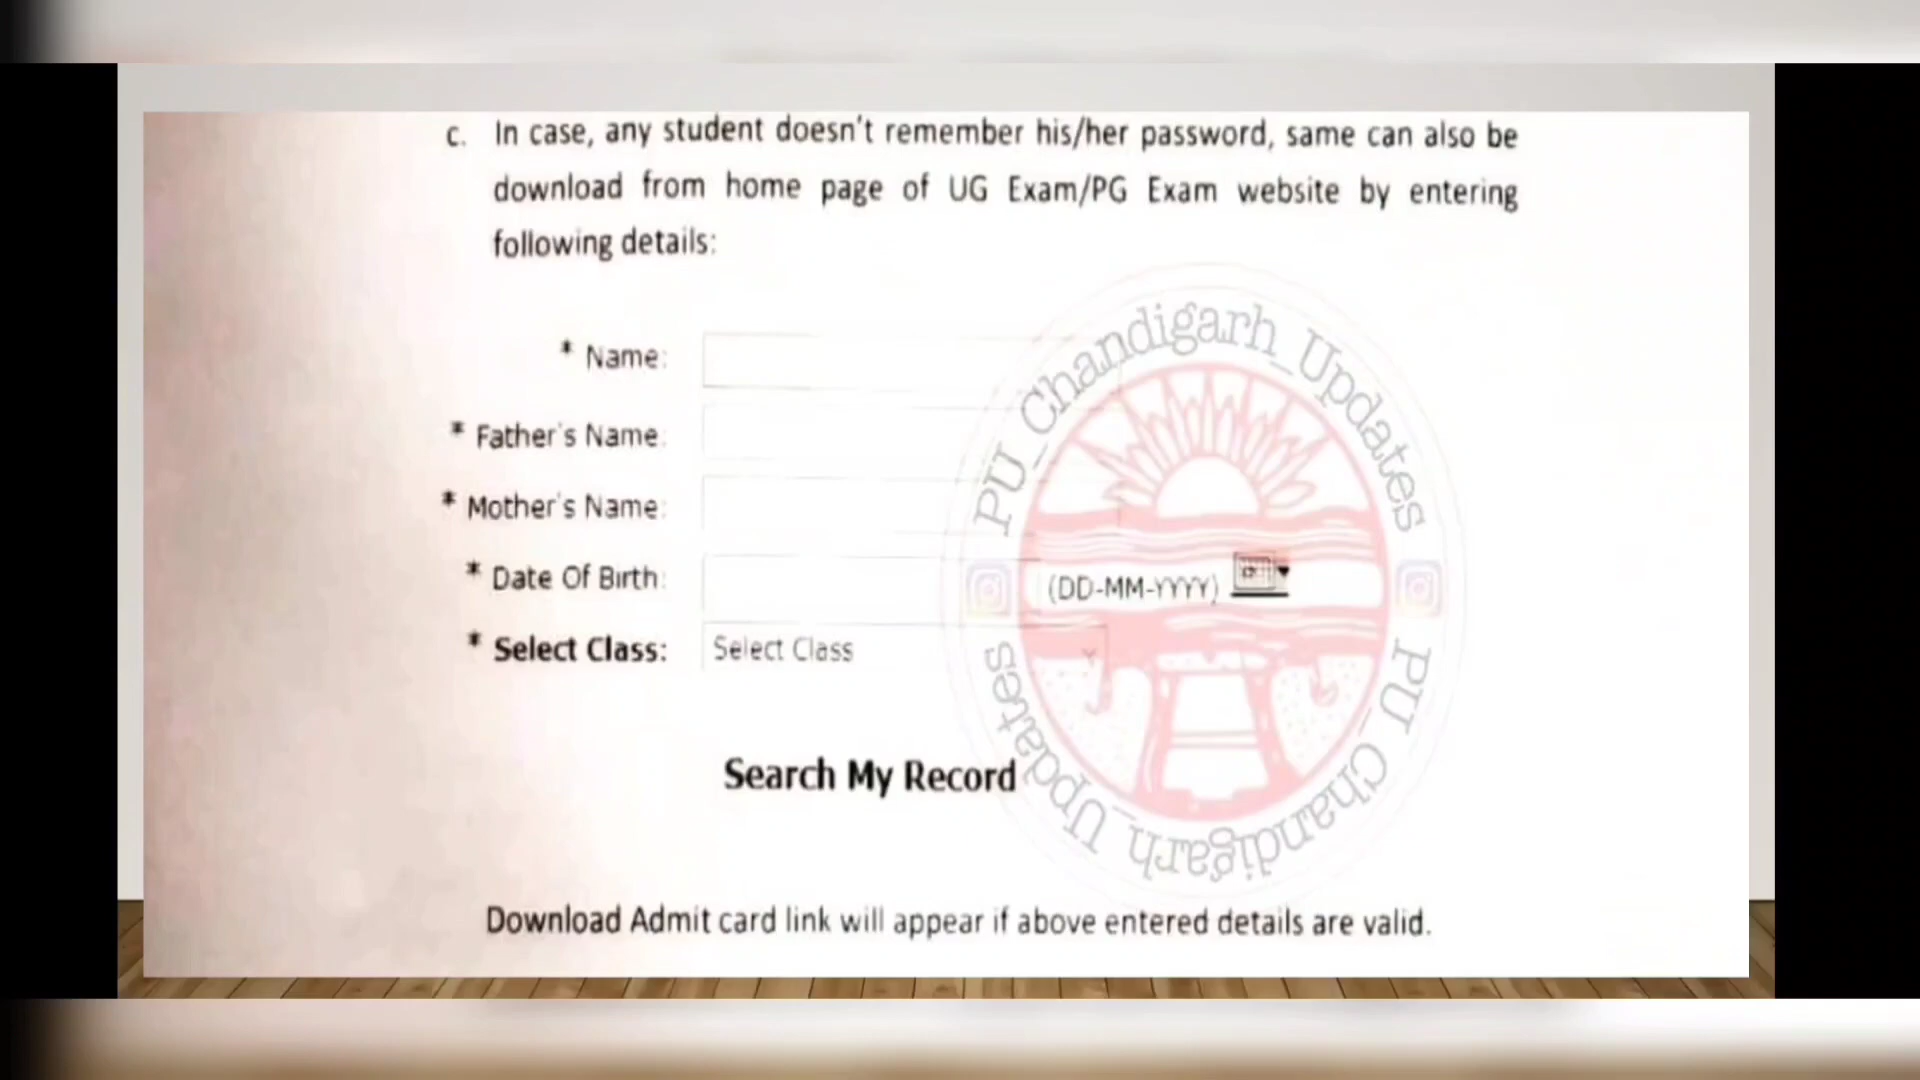 c. In case, any student doesn't remember his/her password, same can also be
download from home page of UG Exam/PG Exam website by entering
following details:
* Name:
* Father's Name:
* Mother's Name:
* Date Of Birth: (DD-MM-YYYY)
* Select Class: Select Class
Search My Record
Download Admit card link will appear if above entered details are valid.
PU_Chandigarh_Updates
PU_Chandigarh_Updates